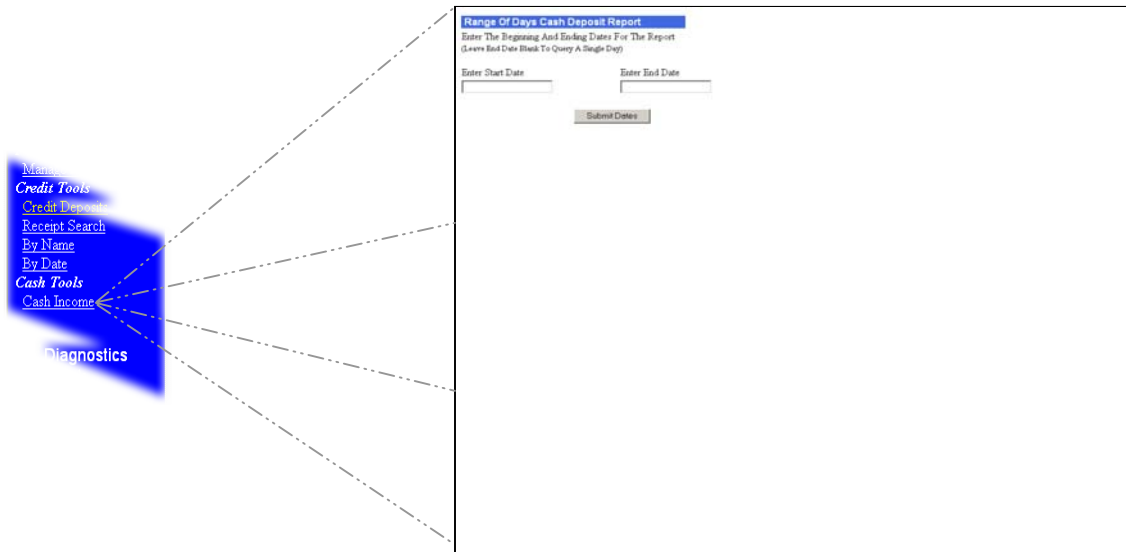 Credit Tools
Credit Deposits
Receipt Search
By Name
By Date
Cash Tools
Cash Income
Diagnostics
Range Of Days Cash Deposit Report
Enter The Beginning And Ending Dates For The Report
(Leave End Date Blank To Query A Single Day)
Enter Start Date Enter End Date
Submit Dates